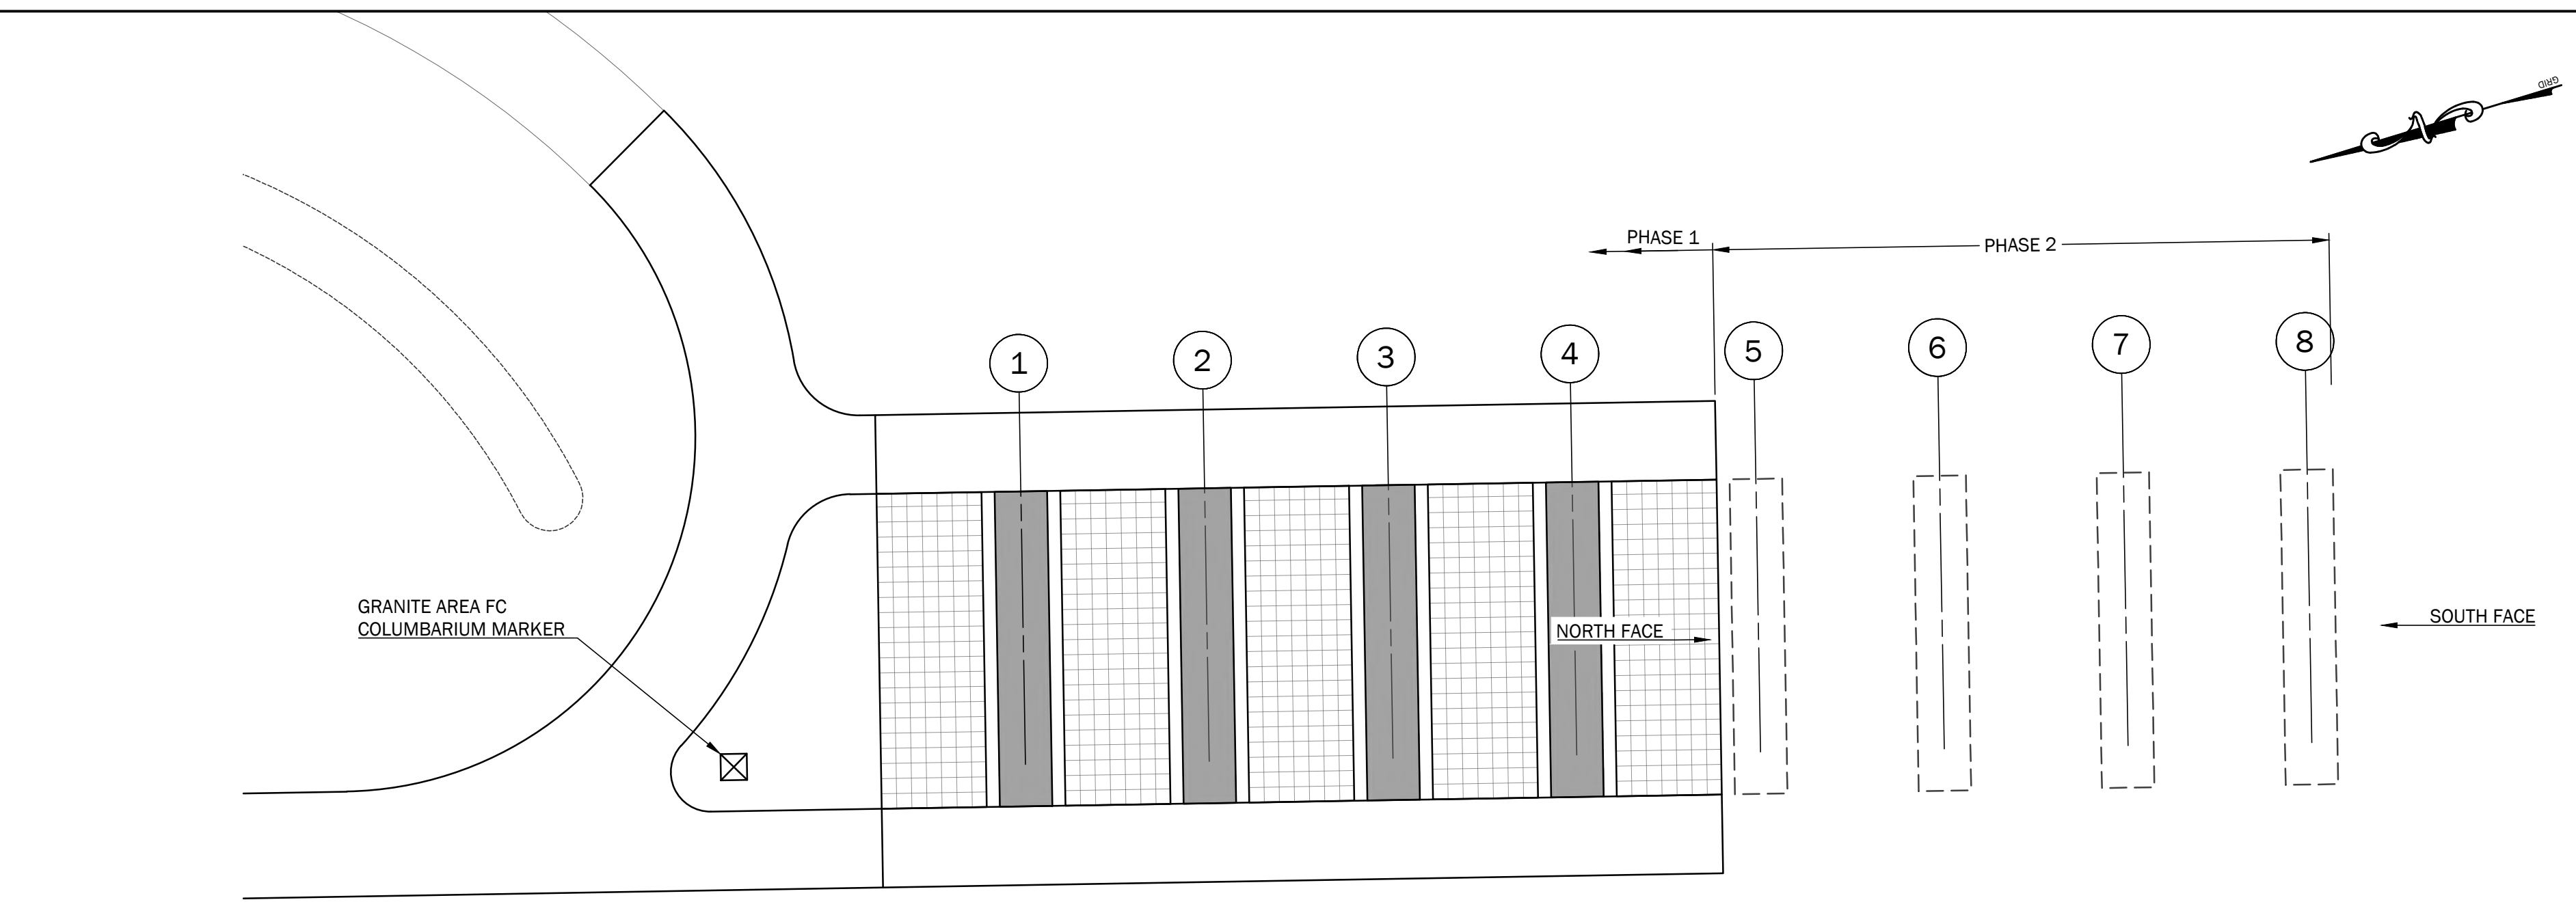 GRID
N
PHASE 1
PHASE 2
1
2
3
4
5
6
7
8
GRANITE AREA FC
COLUMBARIUM MARKER
NORTH FACE
SOUTH FACE